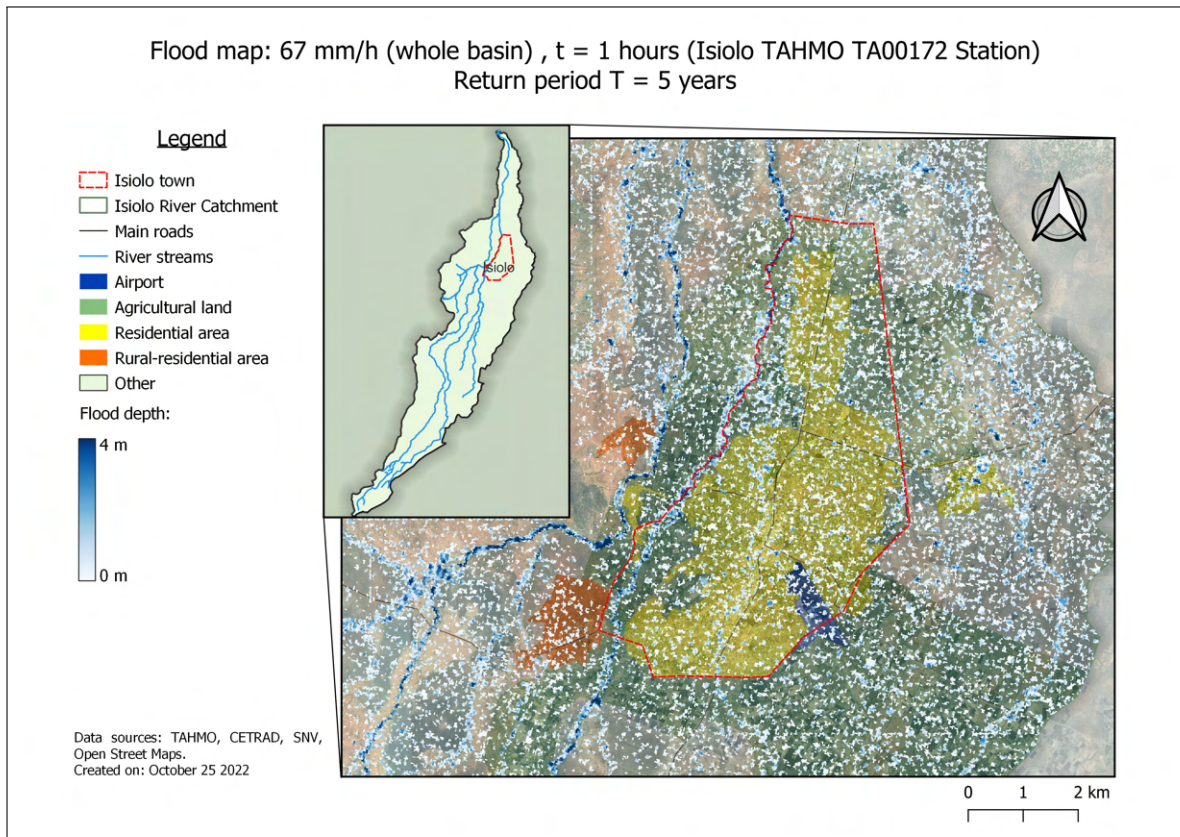 Flood map: 67 mm/h (whole basin) , t = 1 hours (Isiolo TAHMO TA00172 Station)
Return period T = 5 years
Legend
Isiolo town
Isiolo River Catchment
Main roads
River streams
Airport
Agricultural land
Residential area
Rural-residential area
Other
Flood depth:
4 m
0 m
siolo
Data sources: TAHMO, CETRAD, SNV,
Open Street Maps.
Created on: October 25 2022
0 1 2 km